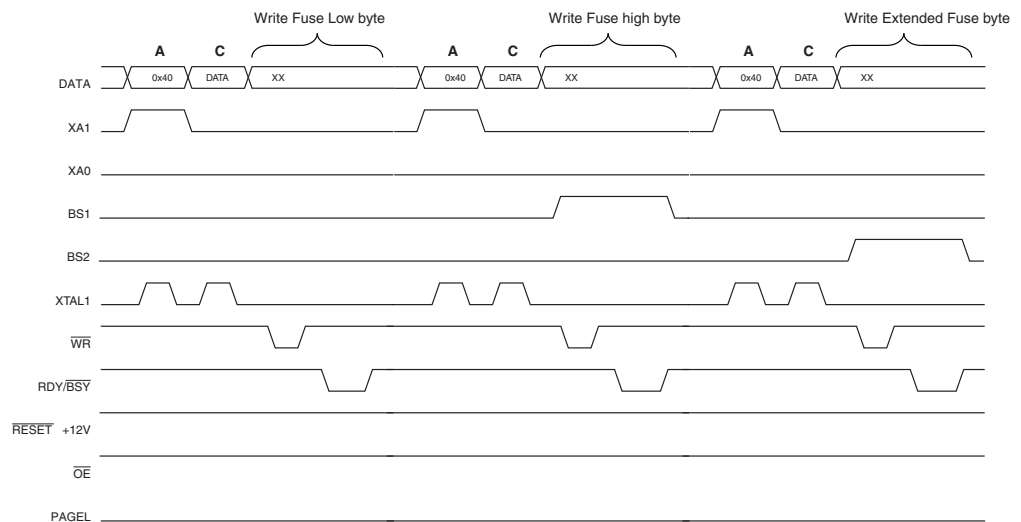 Write Fuse Low byte Write Fuse high byte Write Extended Fuse byte
A C A C A C
DATA 0x40 DATA XX 0x40 DATA XX 0x40 DATA XX
XA1
XA0
BS1
BS2
XTAL1
WR
RDY/BSY
RESET +12V
OE
PAGEL